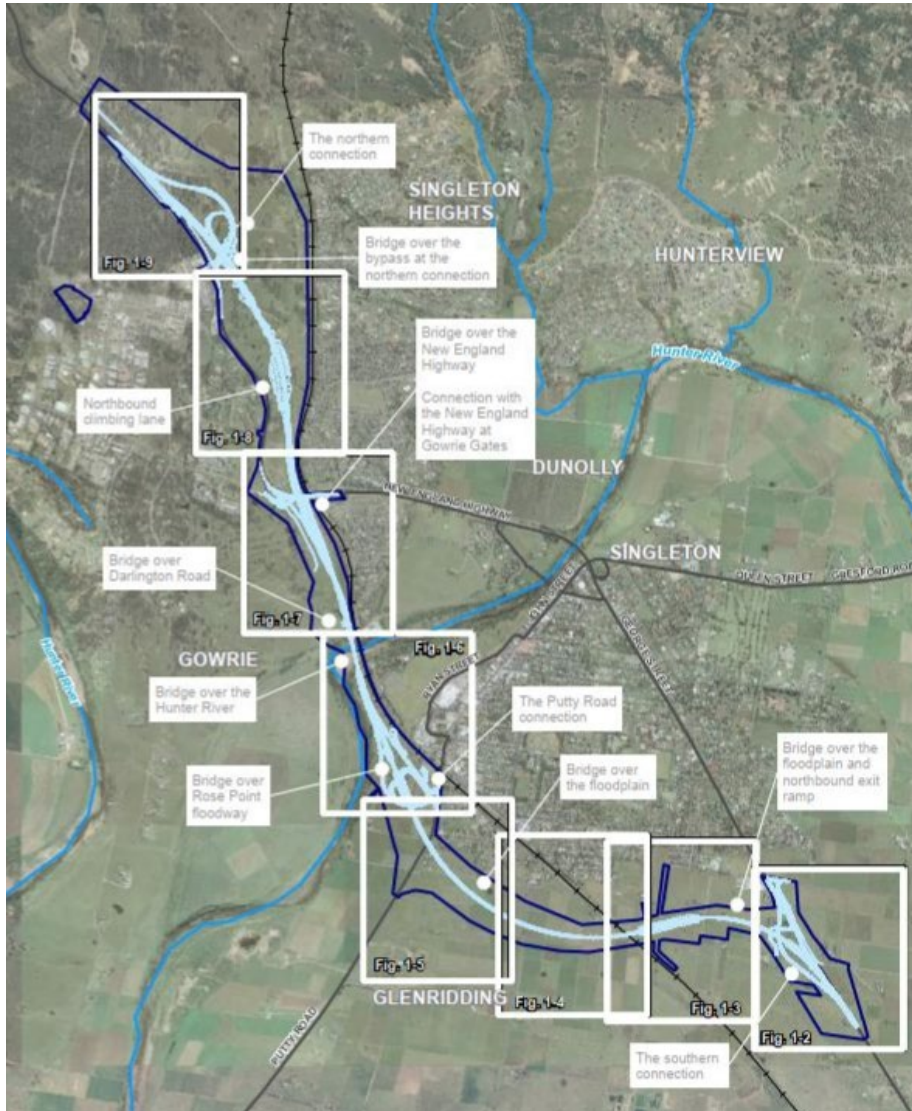 The northern
connection
SINGLETON
HEIGHTS
HUNTERVIEW
Bridge over the
bypass at the
northern connection
Fig. 1-9
Bridge over the
New England
Highway
Connection with
the New England
Highway at
Gowrie Gates
Hunter River
Northbound
climbing lane
Fig. 1-8
DUNOLLY
NEW ENGLAND HIGHWAY
SINGLETON
Bridge over
Darlington Road
QUEEN STREET
GRESFORD ROA
RYAN STREET
Fig. 1-7
GEORGE STREET
Fig. 1-6
Hunter River
GOWRIE
RYAN STREET
Bridge over the
Hunter River
The Putty Road
connection
Bridge over
Rose Point
floodway
Bridge over
the floodplain
Bridge over the
floodplain and
northbound exit
ramp
Fig. 1-5
GLENRIDDING
Fig. 1-4
Fig. 1-3
Fig. 1-2
PUTTY ROAD
The southern
connection